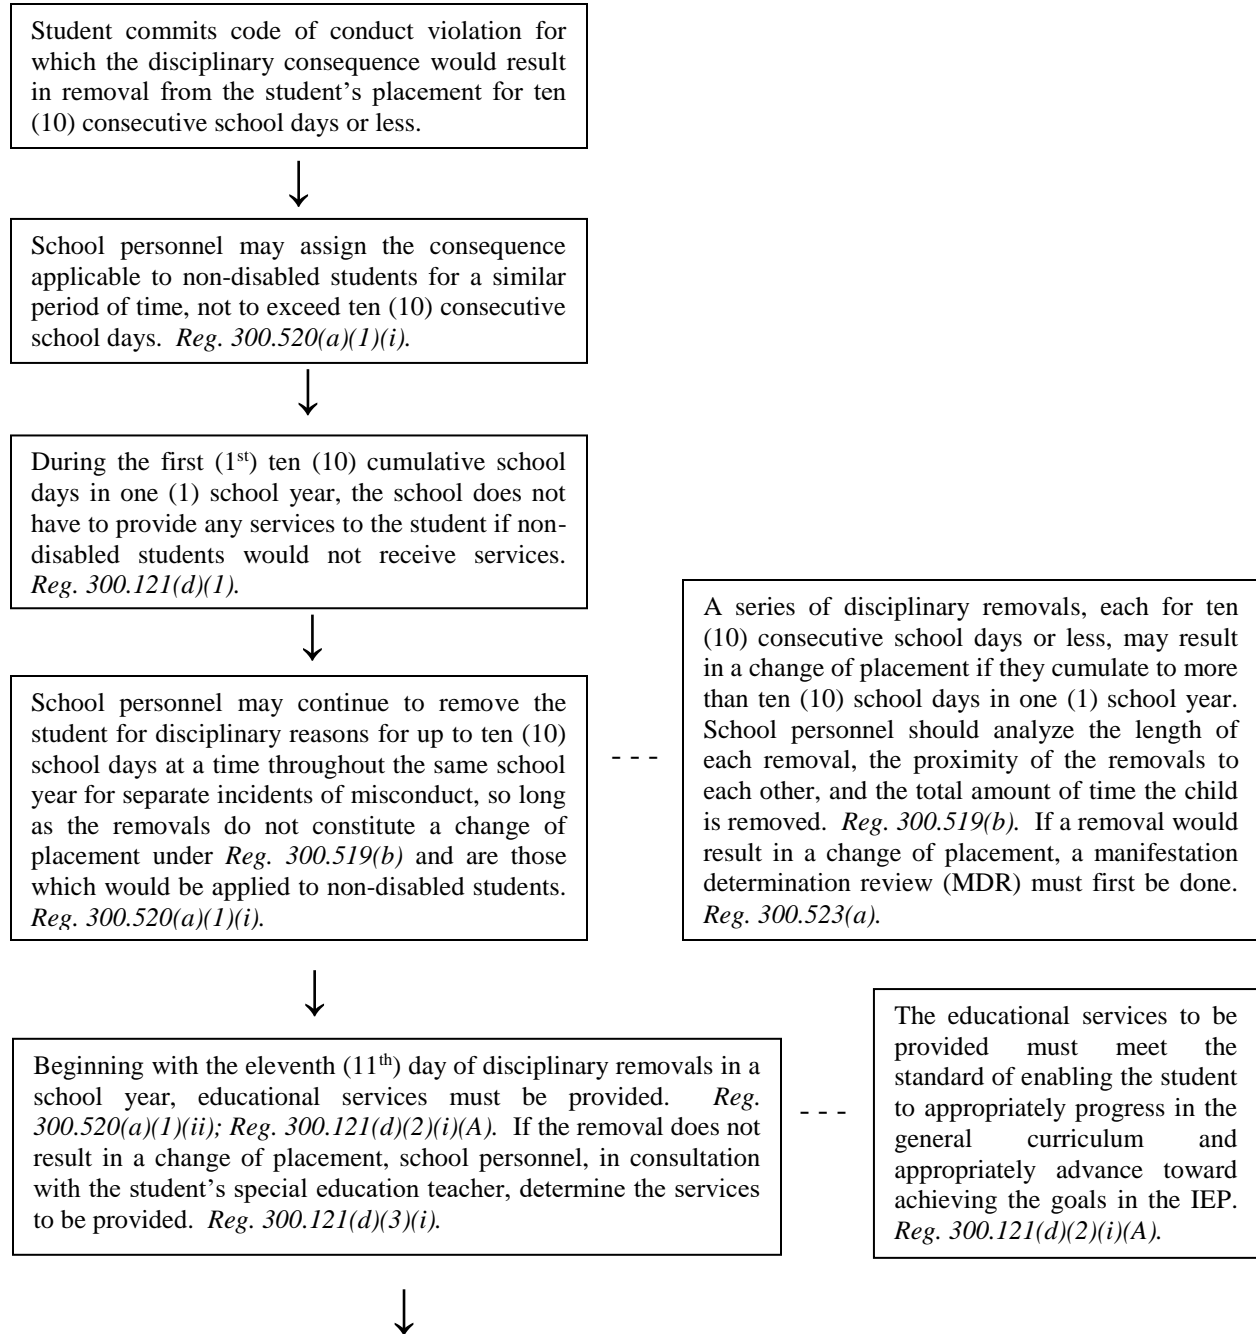 Student commits code of conduct violation for
which the disciplinary consequence would result
in removal from the student’s placement for ten
(10) consecutive school days or less.
School personnel may assign the consequence
applicable to non-disabled students for a similar
period of time, not to exceed ten (10) consecutive
school days. Reg. 300.520(a)(1)(i).
During the first (1st) ten (10) cumulative school
days in one (1) school year, the school does not
have to provide any services to the student if non-
disabled students would not receive services.
Reg. 300.121(d)(1).
School personnel may continue to remove the
student for disciplinary reasons for up to ten (10)
school days at a time throughout the same school
year for separate incidents of misconduct, so long
as the removals do not constitute a change of
placement under Reg. 300.519(b) and are those
which would be applied to non-disabled students.
Reg. 300.520(a)(1)(i).
- - -
A series of disciplinary removals, each for ten
(10) consecutive school days or less, may result
in a change of placement if they cumulate to more
than ten (10) school days in one (1) school year.
School personnel should analyze the length of
each removal, the proximity of the removals to
each other, and the total amount of time the child
is removed. Reg. 300.519(b). If a removal would
result in a change of placement, a manifestation
determination review (MDR) must first be done.
Reg. 300.523(a).
Beginning with the eleventh (11th) day of disciplinary removals in a
school year, educational services must be provided. Reg.
300.520(a)(1)(ii); Reg. 300.121(d)(2)(i)(A). If the removal does not
result in a change of placement, school personnel, in consultation
with the student’s special education teacher, determine the services
to be provided. Reg. 300.121(d)(3)(i).
- - -
The educational services to be
provided must meet the
standard of enabling the student
to appropriately progress in the
general curriculum and
appropriately advance toward
achieving the goals in the IEP.
Reg. 300.121(d)(2)(i)(A).